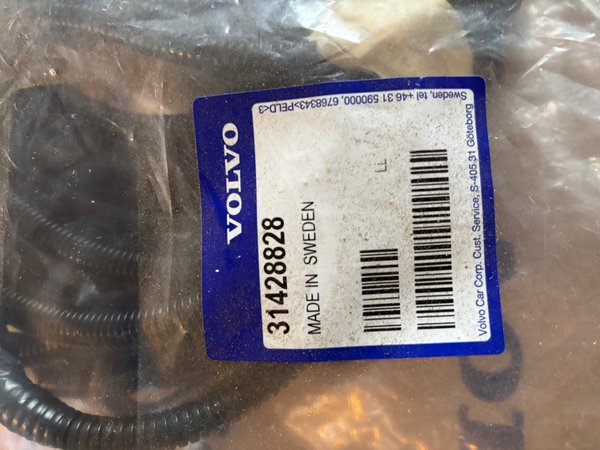 VOLVO
31428828
MADE IN SWEDEN
LL
Volvo Car Corp. Cust. Service, S-405 31 Göteborg
Sweden, tel +46 31 590000, 6768343>PELD<3